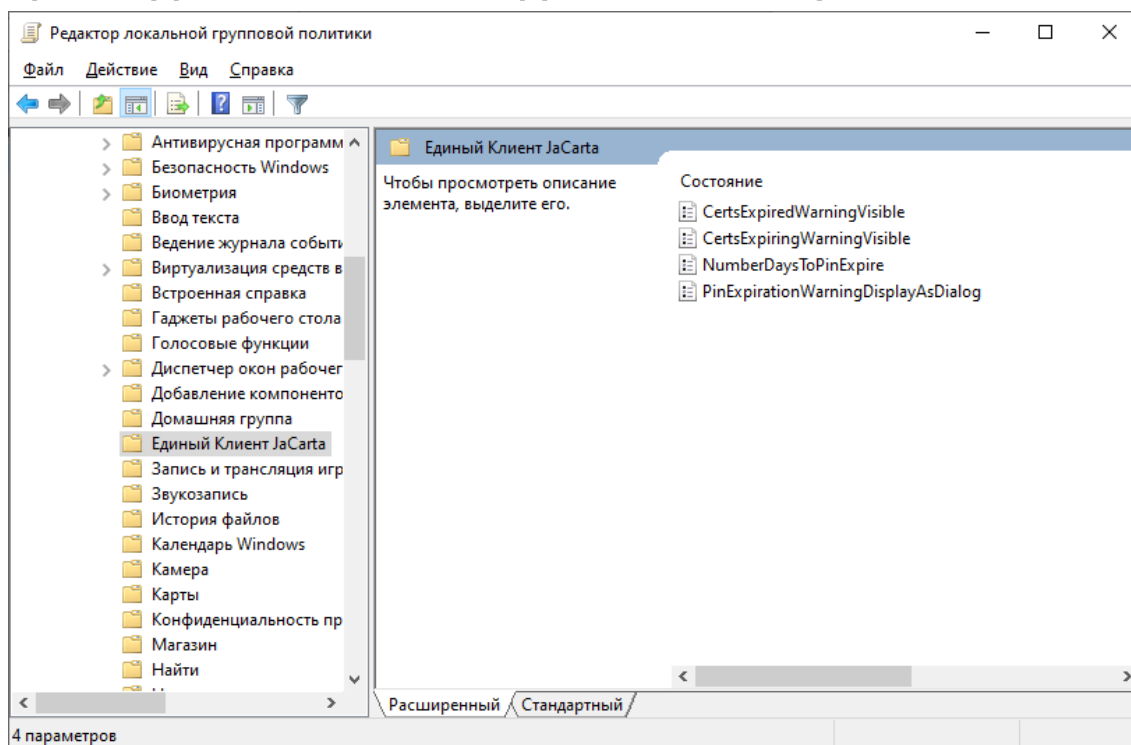 Редактор локальной групповой политики
Файл Действие Вид Справка
Антивирусная программ
Безопасность Windows
Биометрия
Ввод текста
Ведение журнала событи
Виртуализация средств в
Встроенная справка
Гаджеты рабочего стола
Голосовые функции
Диспетчер окон рабочег
Добавление компоненто
Домашняя группа
Единый Клиент JaCarta
Запись и трансляция игр
Звукозапись
История файлов
Календарь Windows
Камера
Карты
Конфиденциальность пр
Магазин
Найти
Единый Клиент JaCarta
Чтобы просмотреть описание
элемента, выделите его.
Состояние
CertsExpiredWarningVisible
CertsExpiringWarningVisible
NumberDaysToPinExpire
PinExpirationWarningDisplayAsDialog
Расширенный Стандартный
4 параметров